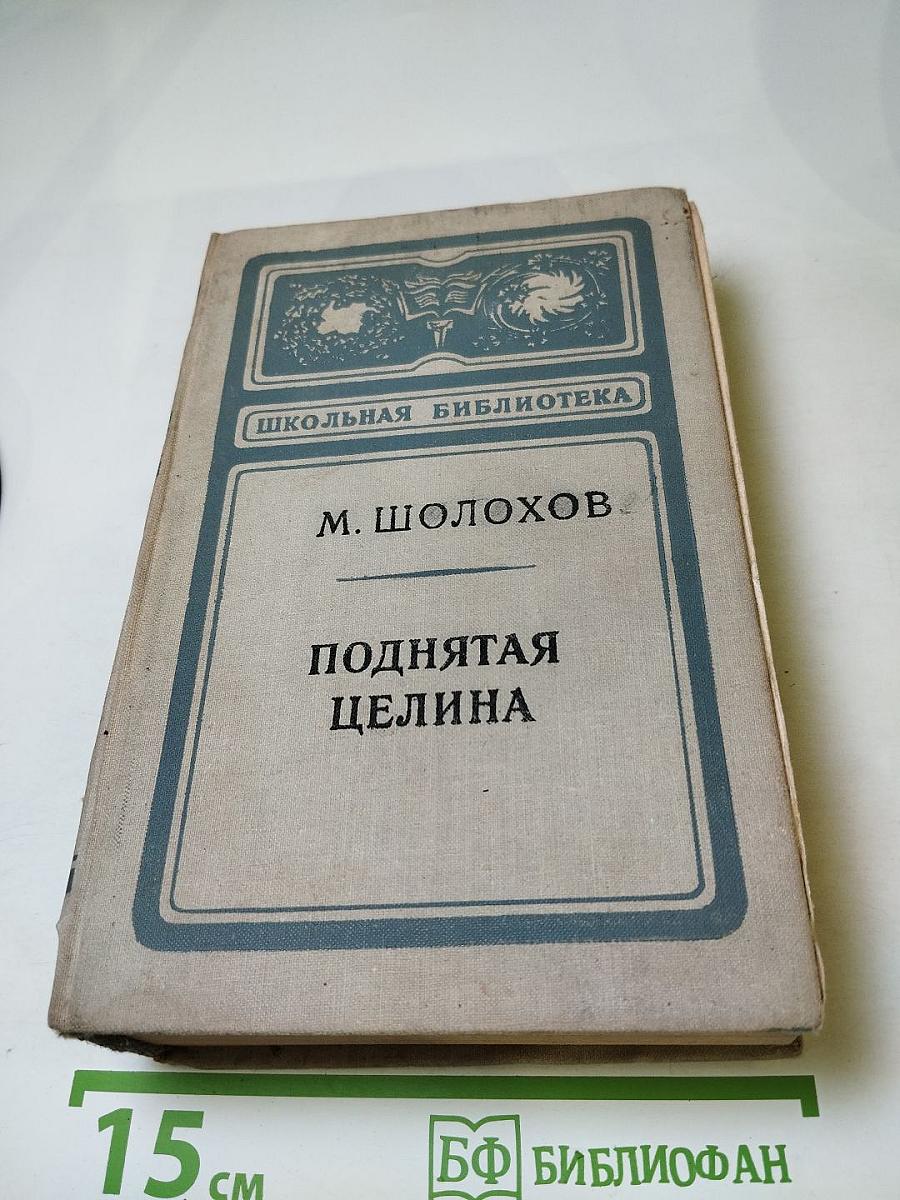 ШКОЛЬНАЯ БИБЛИОТЕКА
М. ШОЛОХОВ
ПОДНЯТАЯ
ЦЕЛИНА
15 см
БФ БИБЛИОФАН